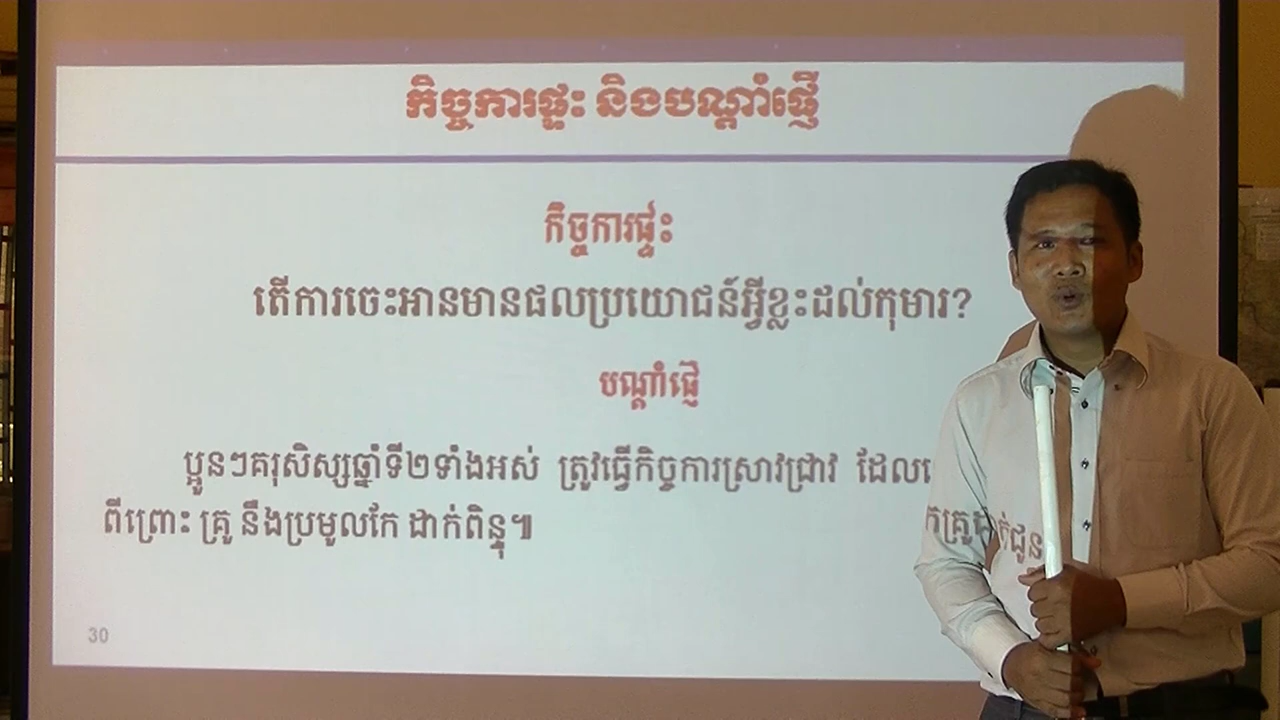 កិច្ចការផ្ទះ និងបណ្ដាំផ្ញើ
កិច្ចការផ្ទះ
តើការចេះអានមានផលប្រយោជន៍អ្វីខ្លះដល់កុមារ?
បណ្ដាំផ្ញើ
ប្អូនៗគរុសិស្សឆ្នាំទី២ទាំងអស់ ត្រូវធ្វើកិច្ចការស្រាវជ្រាវ ដែល
ពីព្រោះ គ្រូ នឹងប្រមូលកែ ដាក់ពិន្ទុ៕
30